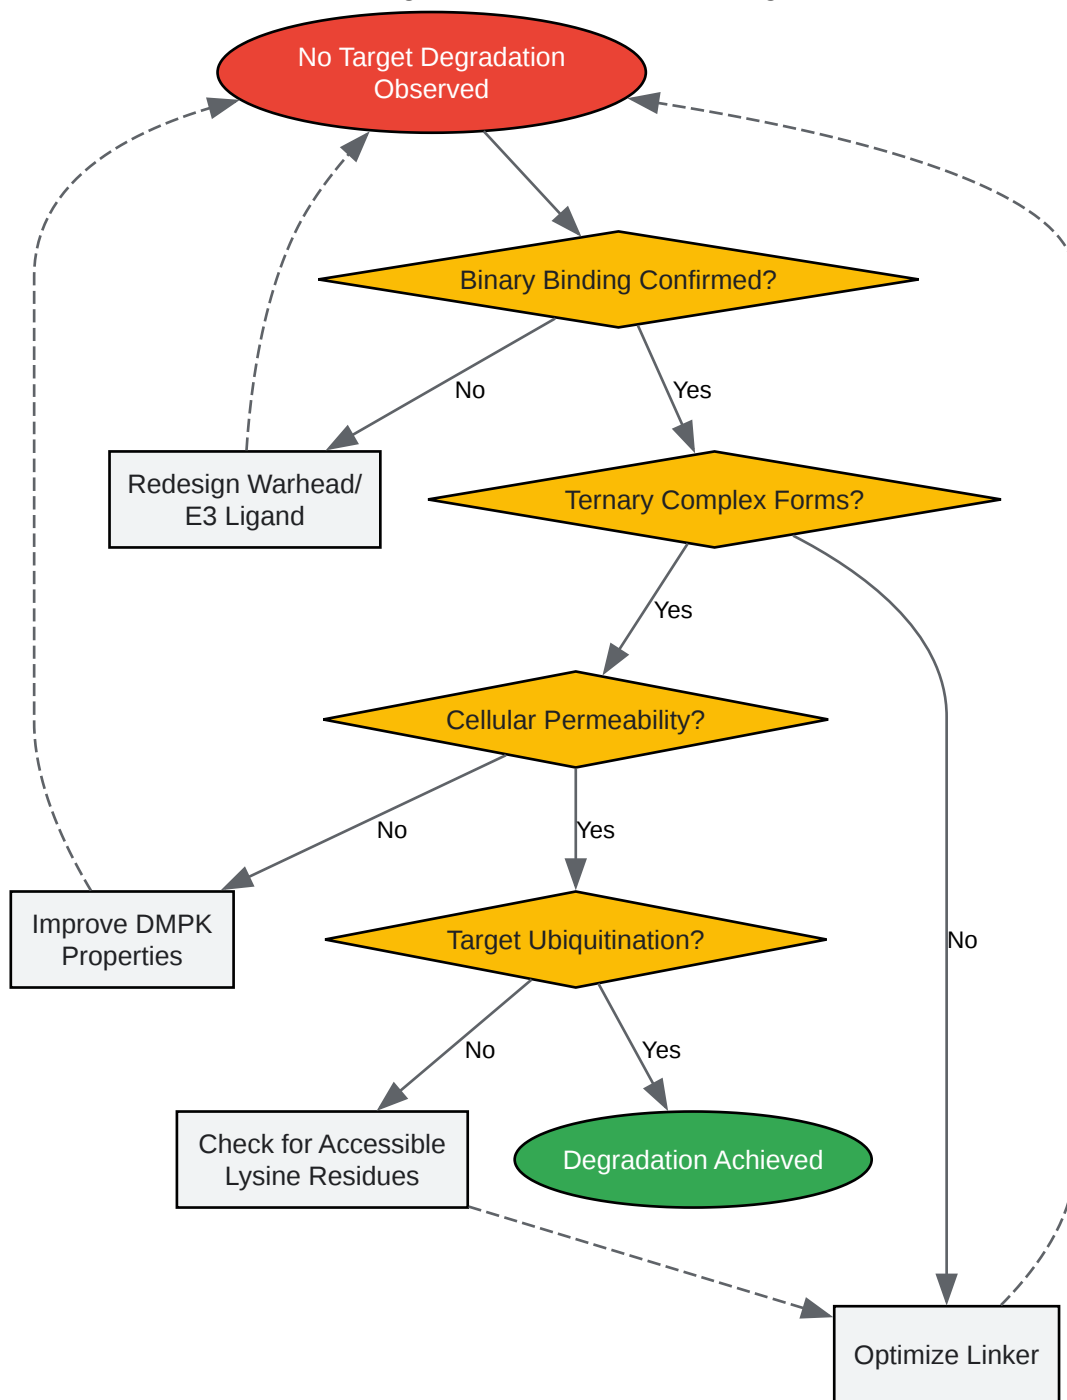 No Target Degradation
Observed
Binary Binding Confirmed?
No
Yes
Redesign Warhead/
E3 Ligand
Ternary Complex Forms?
Yes
Cellular Permeability?
No
Yes
Improve DMPK
Properties
Target Ubiquitination?
No
No
Yes
Check for Accessible
Lysine Residues
Degradation Achieved
Optimize Linker